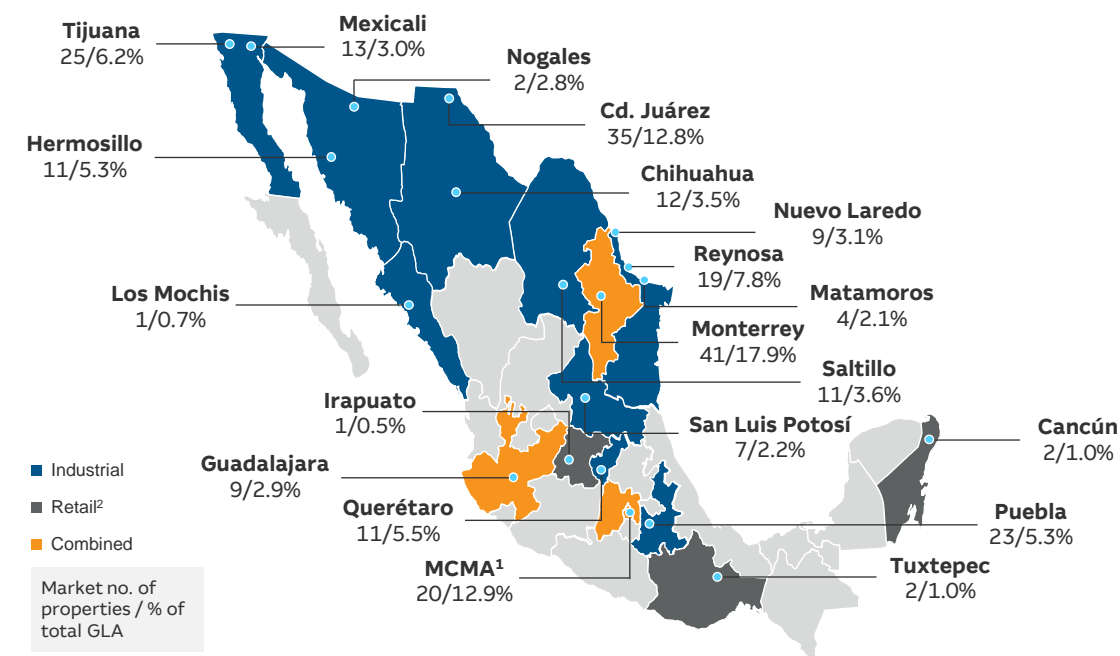 Tijuana
25/6.2%
Mexicali
13/3.0%
Nogales
2/2.8%
Cd. Juárez
35/12.8%
Hermosillo
11/5.3%
Chihuahua
12/3.5%
Nuevo Laredo
9/3.1%
Reynosa
19/7.8%
Los Mochis
1/0.7%
Matamoros
4/2.1%
Monterrey
41/17.9%
Saltillo
11/3.6%
Irapuato
1/0.5%
San Luis Potosí
7/2.2%
Cancún
2/1.0%
Guadalajara
9/2.9%
Querétaro
11/5.5%
Puebla
23/5.3%
MCMA¹
20/12.9%
Tuxtepec
2/1.0%
Industrial
Retail²
Combined
Market no. of
properties / % of
total GLA